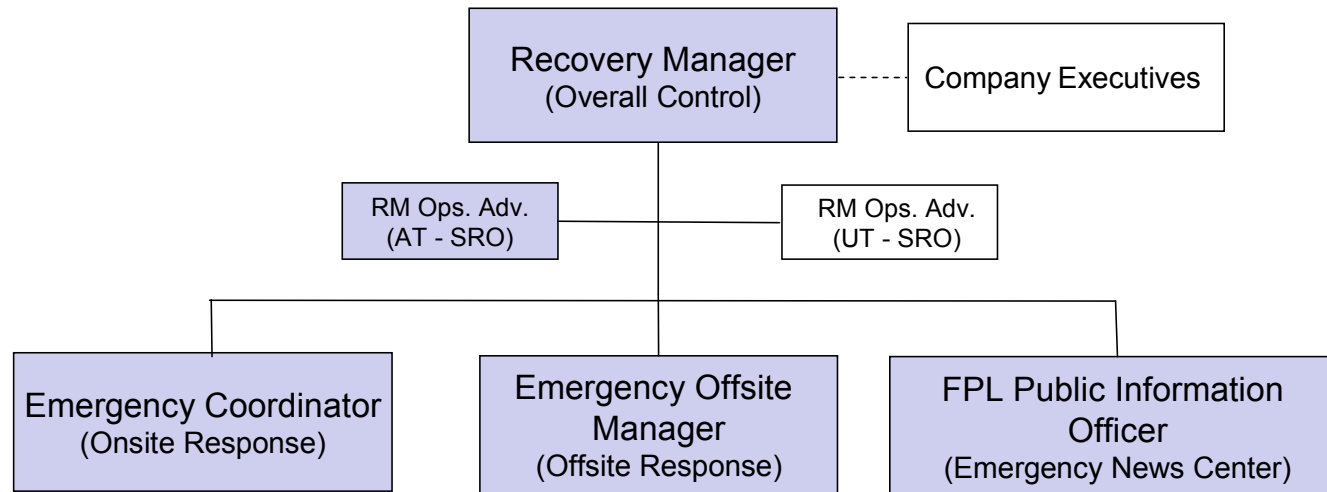 Recovery Manager
(Overall Control)
Company Executives
RM Ops. Adv.
(AT - SRO)
RM Ops. Adv.
(UT - SRO)
Emergency Coordinator
(Onsite Response)
Emergency Offsite
Manager
(Offsite Response)
FPL Public Information
Officer
(Emergency News Center)